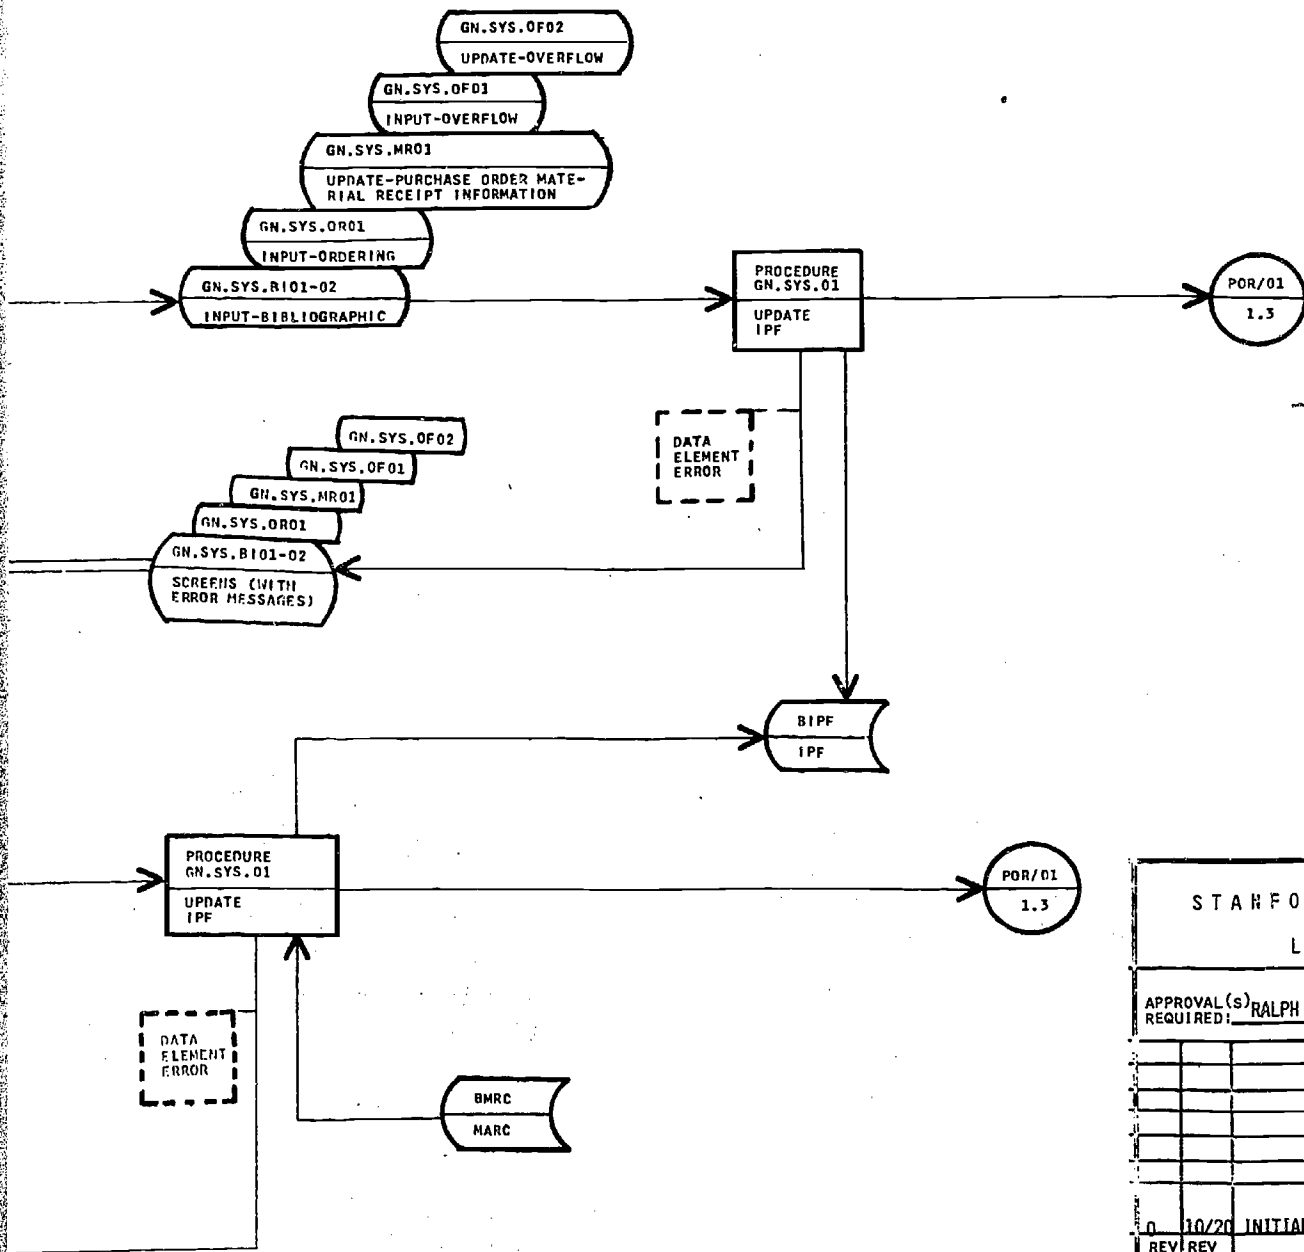 GN.SYS.OF02
UPDATE-OVERFLOW
GN.SYS.OF01
INPUT-OVERFLOW
GN.SYS.MR01
UPDATE-PURCHASE ORDER MATE-
RIAL RECEIPT INFORMATION
GN.SYS.OR01
INPUT-ORDERING
GN.SYS.BI01-02
INPUT-BIBLIOGRAPHIC
PROCEDURE
GN.SYS.01
UPDATE
IPF
POR/01
1.3
DATA
ELEMENT
ERROR
GN.SYS.OF02
GN.SYS.OF01
GN.SYS.MR01
GN.SYS.OR01
GN.SYS.BI01-02
SCREENS (WITH
ERROR MESSAGES)
BIPF
IPF
PROCEDURE
GN.SYS.01
UPDATE
IPF
POR/01
1.3
DATA
ELEMENT
ERROR
BMRC
MARC
STANFO
L
APPROVAL(s) RALPH
REQUIRED:
0 10/20 INITIA
REV REV